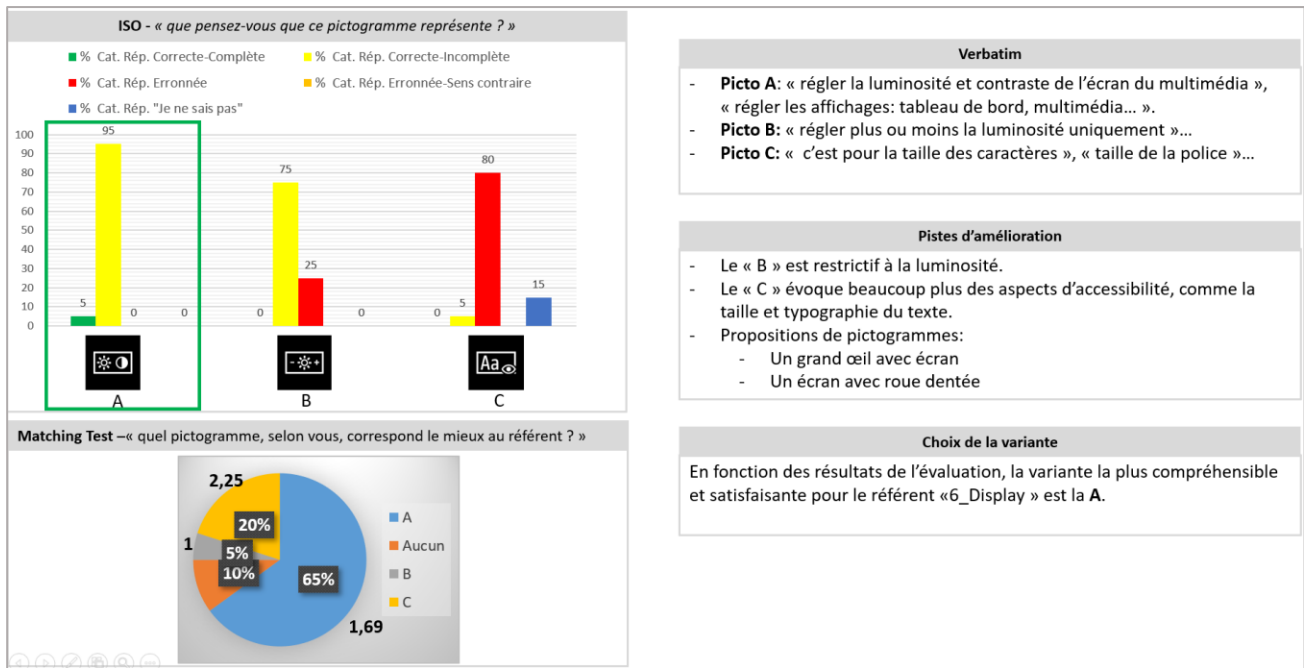 ISO - « que pensez-vous que ce pictogramme représente ? »
% Cat. Rép. Correcte-Complète
% Cat. Rép. Correcte-Incomplète
% Cat. Rép. Erronnée
% Cat. Rép. Erronnée-Sens contraire
% Cat. Rép. "Je ne sais pas"
100
90
80
70
60
50
40
30
20
10
0
5
95
0
0
0
75
25
0
0
5
80
15
- +
Aa
A
B
C
Matching Test –« quel pictogramme, selon vous, correspond le mieux au référent ? »
2,25
1
1,69
20%
5%
10%
65%
A
Aucun
B
C
Verbatim
- Picto A: « régler la luminosité et contraste de l’écran du multimédia »,
« régler les affichages: tableau de bord, multimédia… ».
- Picto B: « régler plus ou moins la luminosité uniquement »…
- Picto C: « c’est pour la taille des caractères », « taille de la police »…
Pistes d’amélioration
- Le « B » est restrictif à la luminosité.
- Le « C » évoque beaucoup plus des aspects d’accessibilité, comme la
taille et typographie du texte.
- Propositions de pictogrammes:
- Un grand œil avec écran
- Un écran avec roue dentée
Choix de la variante
En fonction des résultats de l’évaluation, la variante la plus compréhensible
et satisfaisante pour le référent «6_Display » est la A.